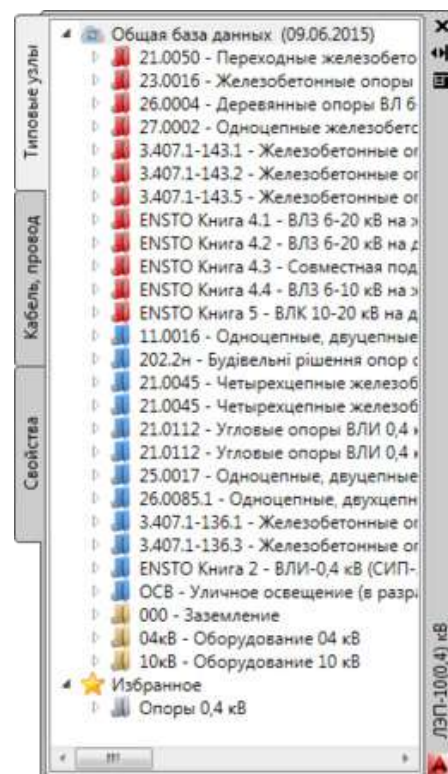 Общая база данных (09.06.2015)
21.0050 - Переходные железобето
23.0016 - Железобетонные опоры
26.0004 - Деревянные опоры ВЛ 6
27.0002 - Одноцепные железобетс
3.407.1-143.1 - Железобетонные ог
3.407.1-143.2 - Железобетонные ог
3.407.1-143.5 - Железобетонные ог
ENSTO Книга 4.1 - ВЛЗ 6-20 кВ на ж
ENSTO Книга 4.2 - ВЛЗ 6-20 кВ на д
ENSTO Книга 4.3 - Совместная под
ENSTO Книга 4.4 - ВЛЗ 6-10 кВ на ж
ENSTO Книга 5 - ВЛК 10-20 кВ на д
11.0016 - Одноцепные, двуцепные
202.2н - Будівельні рішення опор с
21.0045 - Четырехцепные железоб
21.0045 - Четырехцепные железоб
21.0112 - Угловые опоры ВЛИ 0,4 к
21.0112 - Угловые опоры ВЛИ 0,4 к
25.0017 - Одноцепные, двуцепные
26.0085.1 - Одноцепные, двухцепн
3.407.1-136.1 - Железобетонные ог
3.407.1-136.3 - Железобетонные ог
ENSTO Книга 2 - ВЛИ-0,4 кВ (СИП-
ОСВ - Уличное освещение (в разра
000 - Заземление
04кВ - Оборудование 04 кВ
10кВ - Оборудование 10 кВ
Избранное
Опоры 0,4 кВ
Типовые узлы
Кабель, провод
Свойства
ЛЭП-10(0,4) кВ